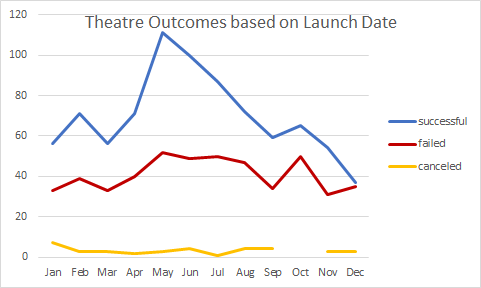 Theatre Outcomes based on Launch Date
120
100
80
60
40
20
0
Jan Feb Mar Apr May Jun Jul Aug Sep Oct Nov Dec
successful
failed
canceled